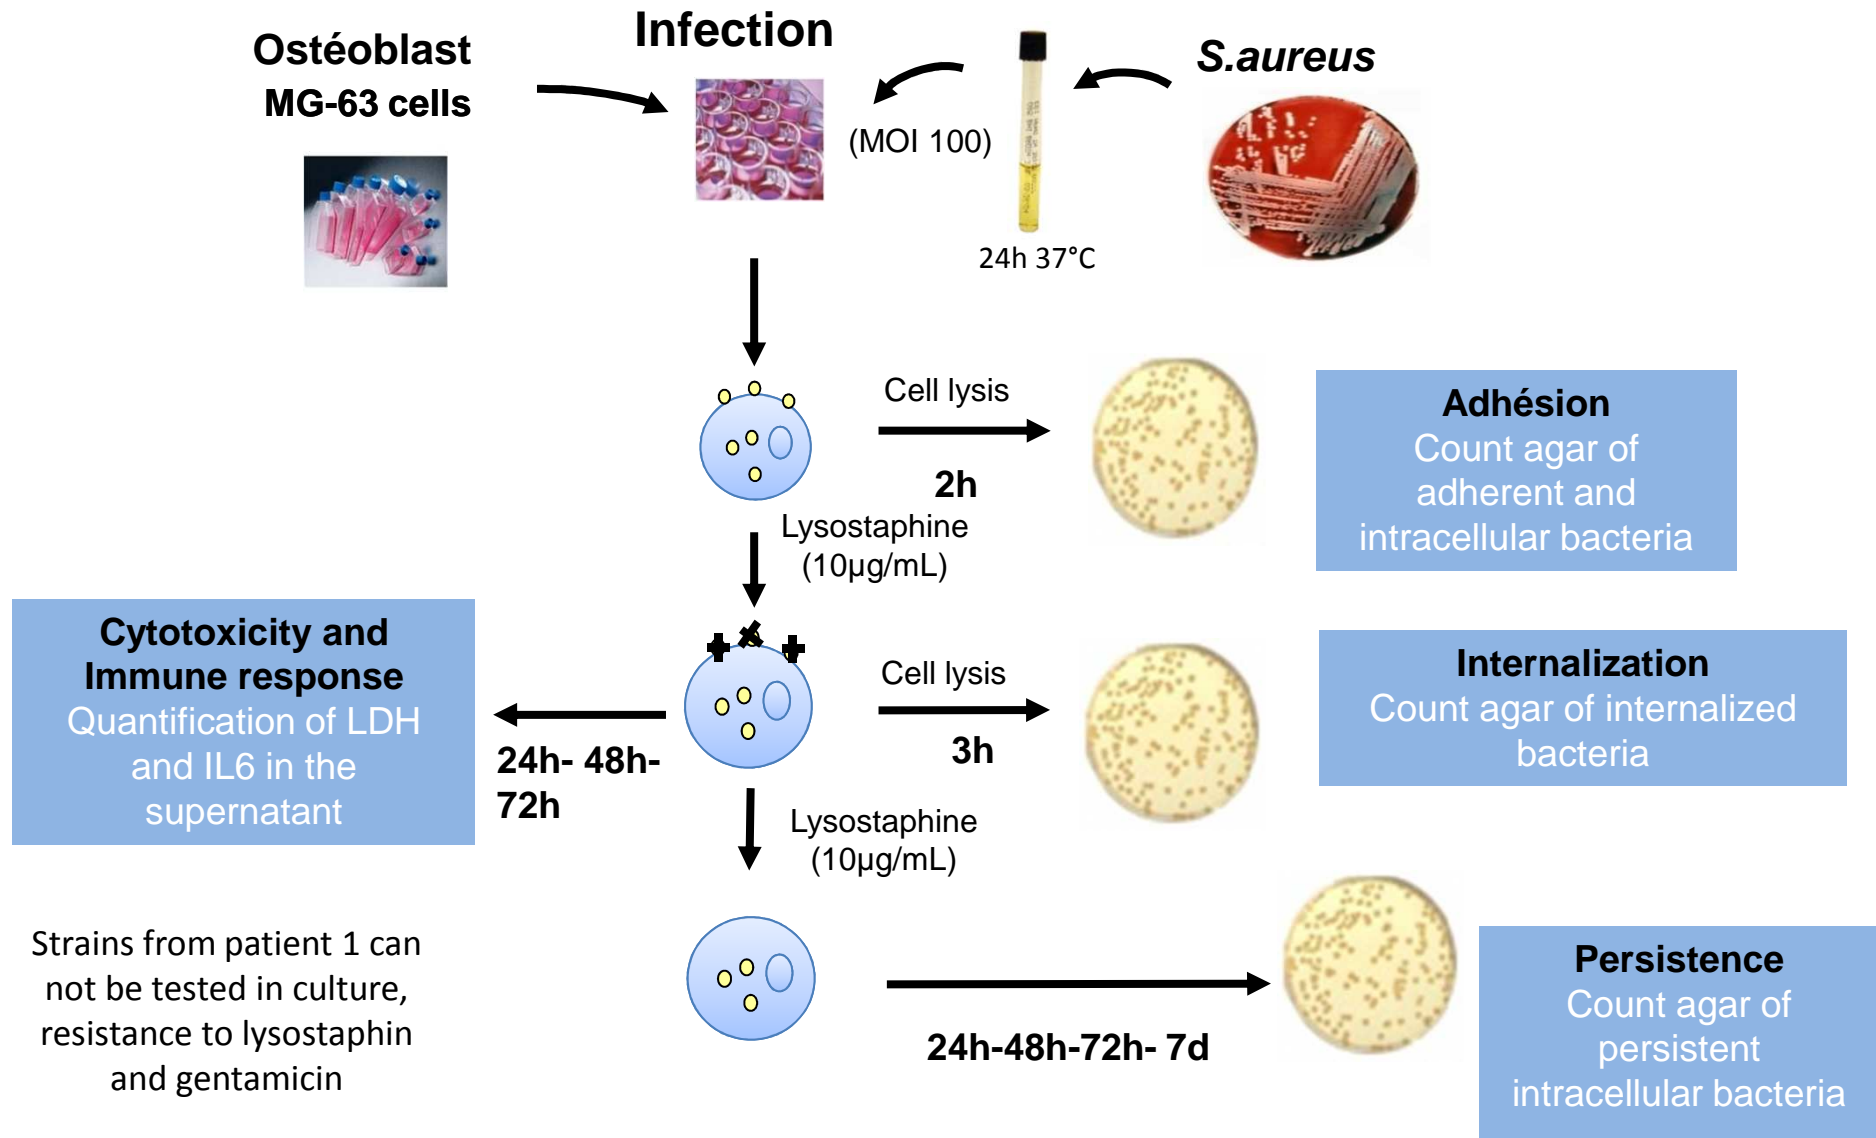 Infection
Ostéoblast
MG-63 cells
S.aureus
(MOI 100)
24h 37°C
Cell lysis
2h
Adhésion
Count agar of
adherent and
intracellular bacteria
Lysostaphine
(10µg/mL)
Cytotoxicity and
Immune response
Quantification of LDH
and IL6 in the
supernatant
24h- 48h-
72h
Cell lysis
3h
Internalization
Count agar of internalized
bacteria
Lysostaphine
(10µg/mL)
Strains from patient 1 can
not be tested in culture,
resistance to lysostaphin
and gentamicin
24h-48h-72h- 7d
Persistence
Count agar of
persistent
intracellular bacteria